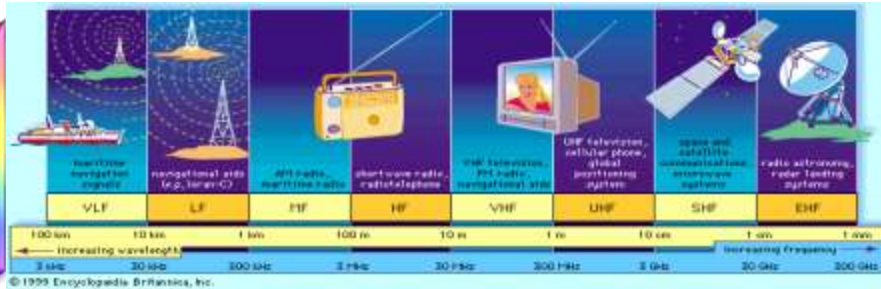 maritime navigation signals
navigational aids (e.g., loran-C)
AM radio, maritime radio
shortwave radio, radiotelephone
VHF television, FM radio, navigational aids
UHF television, cellular phone, global positioning system
space and satellite communications, microwave systems
radio astronomy, radar landing systems
VLF LF MF HF VHF UHF SHF EHF
100 km 10 km 1 km 100 m 10 m 1 m 10 cm 1 cm 1 mm
increasing wavelength increasing frequency
3 kHz 30 kHz 300 kHz 3 MHz 30 MHz 300 MHz 3 GHz 30 GHz 300 GHz
© 1999 Encyclopædia Britannica, Inc.